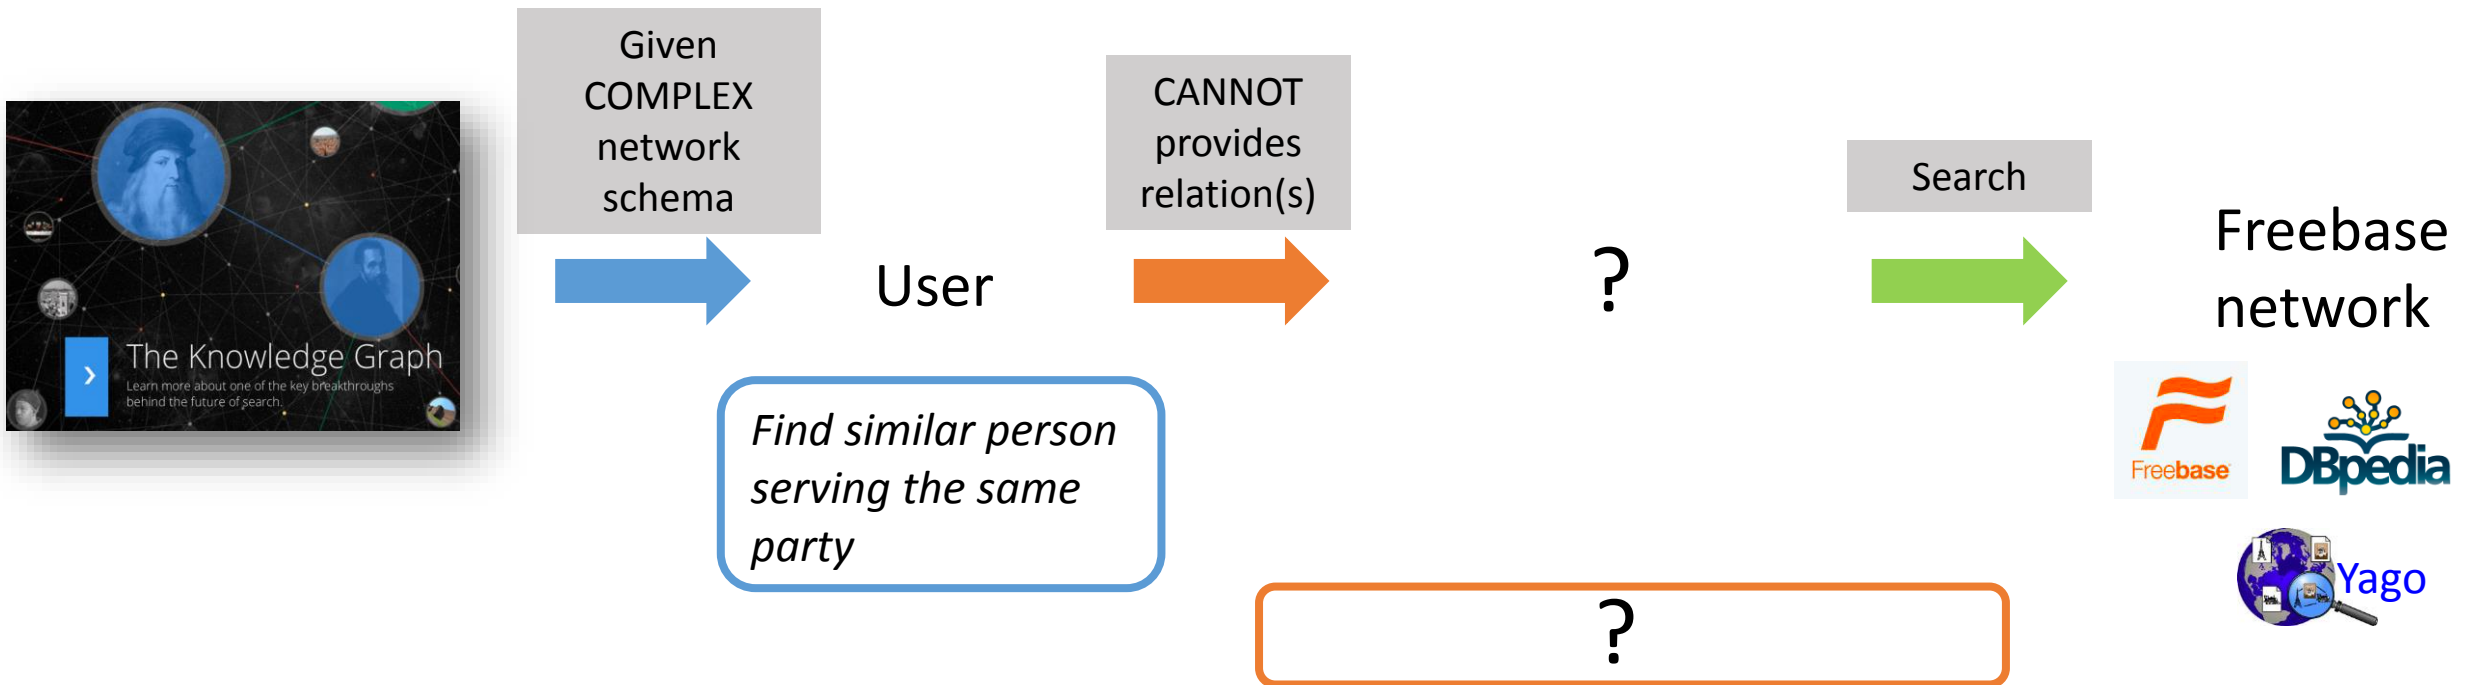 Given
COMPLEX
network
schema
CANNOT
provides
relation(s)
Search
User
?
Freebase
network
The Knowledge Graph
Learn more about one of the key breakthroughs
behind the future of search.
Find similar person
serving the same
party
Freebase
DBpedia
Yago
?